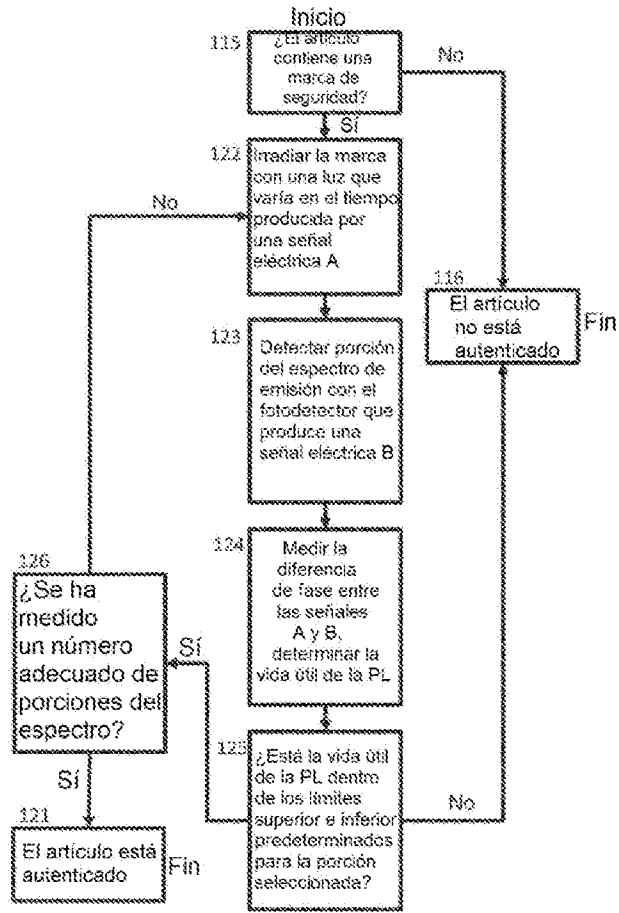 Início
115
¿El artículo
contiene una
marca de
seguridad?
No
Sí
122
Irradiar la marca
con una luz que
varía en el tiempo
producida por
una señal
eléctrica A
No
116
El artículo
no está
autenticado
Fín
123
Detectar porción
del espectro de
emisión con el
fotodetector que
produce una
señal eléctrica B
124
Medir la
diferencia
de fase entre
las señales
A y B,
determinar la
vida útil de la PL
126
¿Se ha
medido
un número
adecuado de
porciones del
espectro?
Sí
125
¿Está la vida útil
de la PL dentro
de los límites
superior e inferior
predeterminados
para la porción
seleccionada?
No
Sí
121
El artículo está
autenticado
Fín